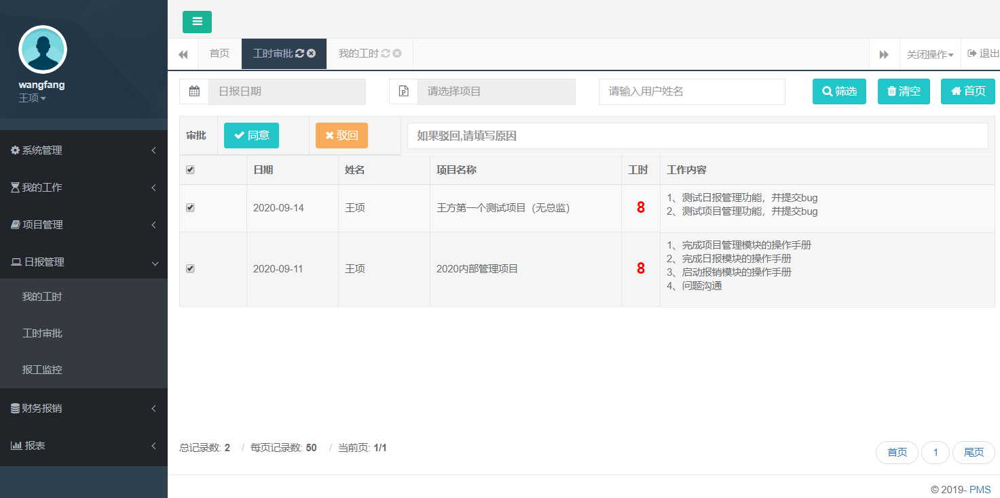 wangfang
王项
系统管理
我的工作
项目管理
日报管理
我的工时
工时审批
报工监控
财务报销
报表
首页 工时审批 我的工时 关闭操作 退出
日报日期 请选择项目 请输入用户姓名 筛选 清空 首页
审批 同意 驳回 如果驳回,请填写原因
日期 姓名 项目名称 工时 工作内容
2020-09-14 王项 王方第一个测试项目（无总监） 8
1、测试日报管理功能，并提交bug
2、测试项目管理功能，并提交bug
2020-09-11 王项 2020内部管理项目 8
1、完成项目管理模块的操作手册
2、完成日报模块的操作手册
3、启动报销模块的操作手册
4、问题沟通
总记录数: 2 / 每页记录数: 50 / 当前页: 1/1
首页 1 尾页
© 2019- PMS